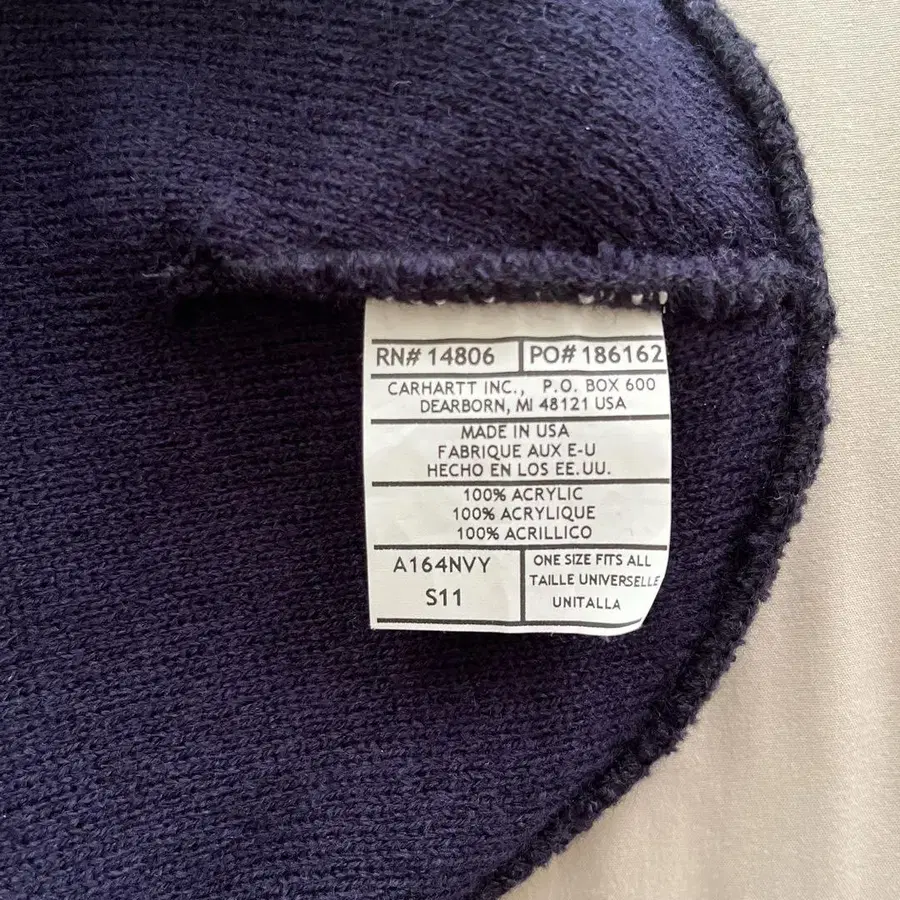 RN# 14806 PO# 186162
CARHARTT INC., P.O. BOX 600
DEARBORN, MI 48121 USA
MADE IN USA
FABRIQUE AUX E-U
HECHO EN LOS EE.UU.
100% ACRYLIC
100% ACRYLIQUE
100% ACRILLICO
A164NVY
S11
ONE SIZE FITS ALL
TAILLE UNIVERSELLE
UNITALLA